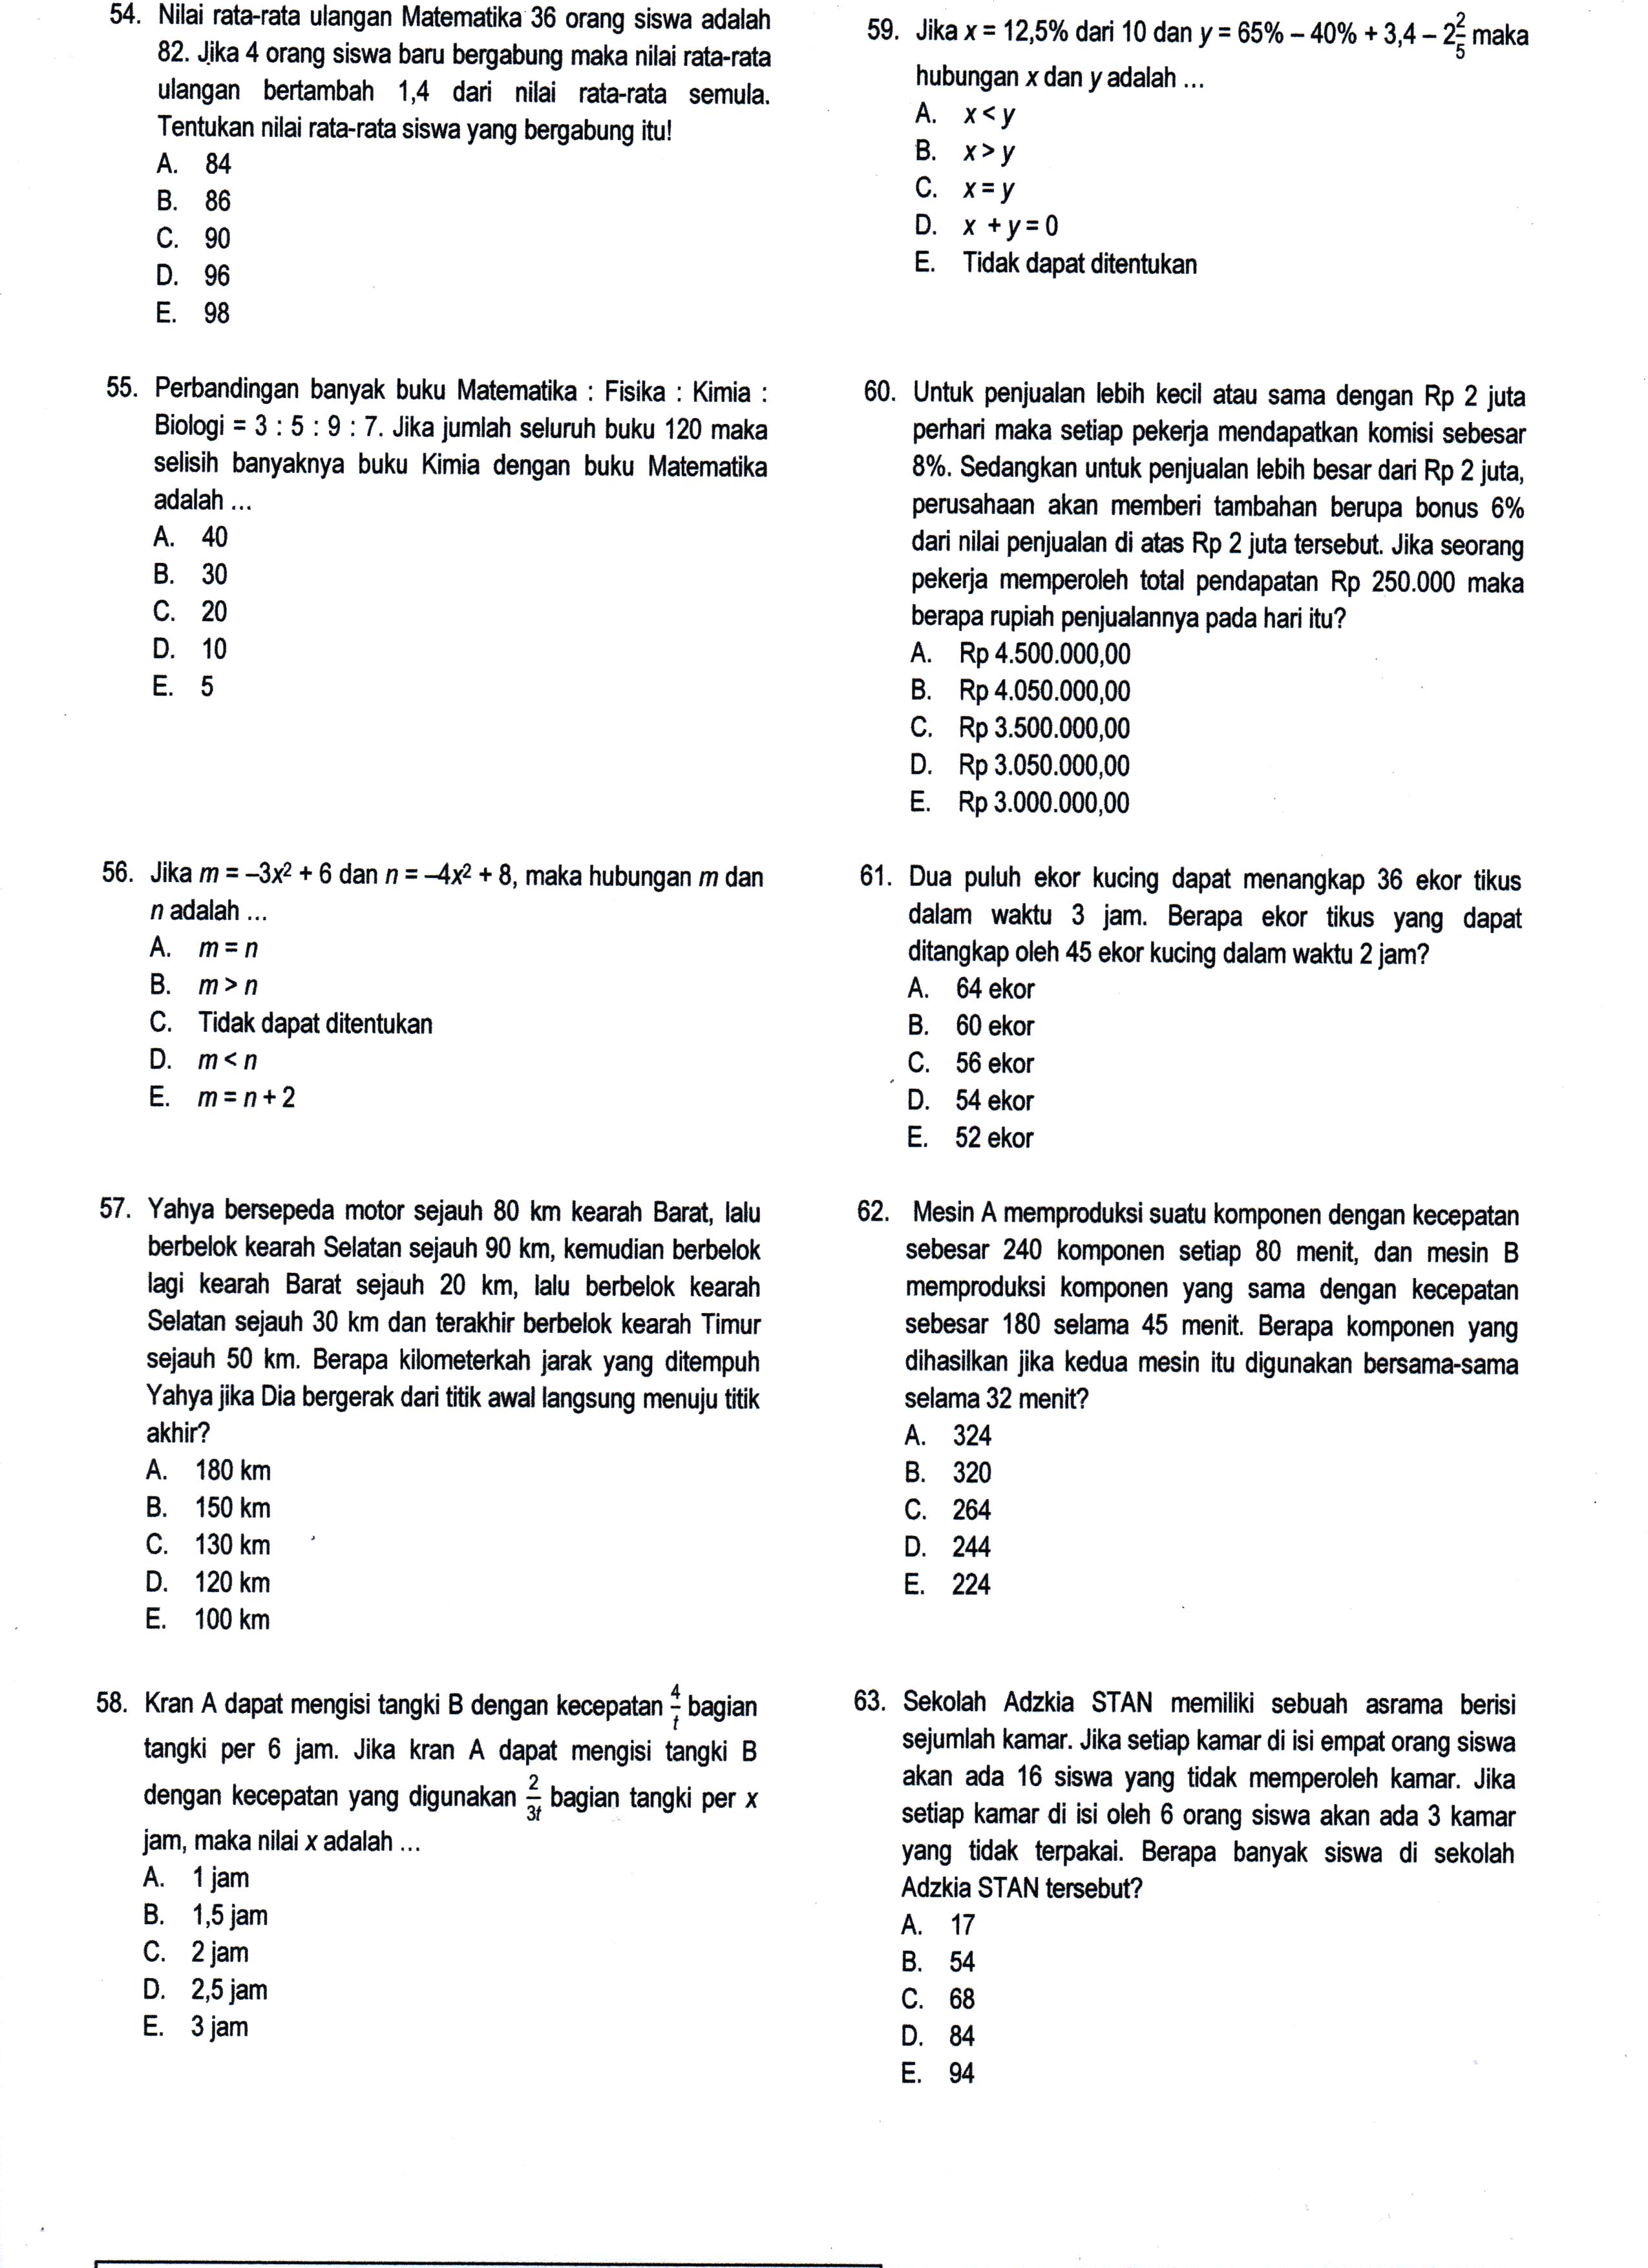 54. Nilai rata-rata ulangan Matematika 36 orang siswa adalah
82. Jika 4 orang siswa baru bergabung maka nilai rata-rata
ulangan bertambah 1,4 dari nilai rata-rata semula.
Tentukan nilai rata-rata siswa yang bergabung itu!
A. 84
B. 86
C. 90
D. 96
E. 98
55. Perbandingan banyak buku Matematika : Fisika : Kimia :
Biologi = 3 : 5 : 9 : 7. Jika jumlah seluruh buku 120 maka
selisih banyaknya buku Kimia dengan buku Matematika
adalah ...
A. 40
B. 30
C. 20
D. 10
E. 5
56. Jika m = –3x² + 6 dan n = –4x² + 8, maka hubungan m dan
n adalah ...
A. m = n
B. m > n
C. Tidak dapat ditentukan
D. m < n
E. m = n + 2
57. Yahya bersepeda motor sejauh 80 km kearah Barat, lalu
berbelok kearah Selatan sejauh 90 km, kemudian berbelok
lagi kearah Barat sejauh 20 km, lalu berbelok kearah
Selatan sejauh 30 km dan terakhir berbelok kearah Timur
sejauh 50 km. Berapa kilometerkah jarak yang ditempuh
Yahya jika Dia bergerak dari titik awal langsung menuju titik
akhir?
A. 180 km
B. 150 km
C. 130 km
D. 120 km
E. 100 km
58. Kran A dapat mengisi tangki B dengan kecepatan 4/t bagian
tangki per 6 jam. Jika kran A dapat mengisi tangki B
dengan kecepatan yang digunakan 2/3t bagian tangki per x
jam, maka nilai x adalah ...
A. 1 jam
B. 1,5 jam
C. 2 jam
D. 2,5 jam
E. 3 jam
59. Jika x = 12,5% dari 10 dan y = 65% – 40% + 3,4 – 2 2/5 maka
hubungan x dan y adalah ...
A. x < y
B. x > y
C. x = y
D. x + y = 0
E. Tidak dapat ditentukan
60. Untuk penjualan lebih kecil atau sama dengan Rp 2 juta
perhari maka setiap pekerja mendapatkan komisi sebesar
8%. Sedangkan untuk penjualan lebih besar dari Rp 2 juta,
perusahaan akan memberi tambahan berupa bonus 6%
dari nilai penjualan di atas Rp 2 juta tersebut. Jika seorang
pekerja memperoleh total pendapatan Rp 250.000 maka
berapa rupiah penjualannya pada hari itu?
A. Rp 4.500.000,00
B. Rp 4.050.000,00
C. Rp 3.500.000,00
D. Rp 3.050.000,00
E. Rp 3.000.000,00
61. Dua puluh ekor kucing dapat menangkap 36 ekor tikus
dalam waktu 3 jam. Berapa ekor tikus yang dapat
ditangkap oleh 45 ekor kucing dalam waktu 2 jam?
A. 64 ekor
B. 60 ekor
C. 56 ekor
D. 54 ekor
E. 52 ekor
62. Mesin A memproduksi suatu komponen dengan kecepatan
sebesar 240 komponen setiap 80 menit, dan mesin B
memproduksi komponen yang sama dengan kecepatan
sebesar 180 selama 45 menit. Berapa komponen yang
dihasilkan jika kedua mesin itu digunakan bersama-sama
selama 32 menit?
A. 324
B. 320
C. 264
D. 244
E. 224
63. Sekolah Adzkia STAN memiliki sebuah asrama berisi
sejumlah kamar. Jika setiap kamar di isi empat orang siswa
akan ada 16 siswa yang tidak memperoleh kamar. Jika
setiap kamar di isi oleh 6 orang siswa akan ada 3 kamar
yang tidak terpakai. Berapa banyak siswa di sekolah
Adzkia STAN tersebut?
A. 17
B. 54
C. 68
D. 84
E. 94